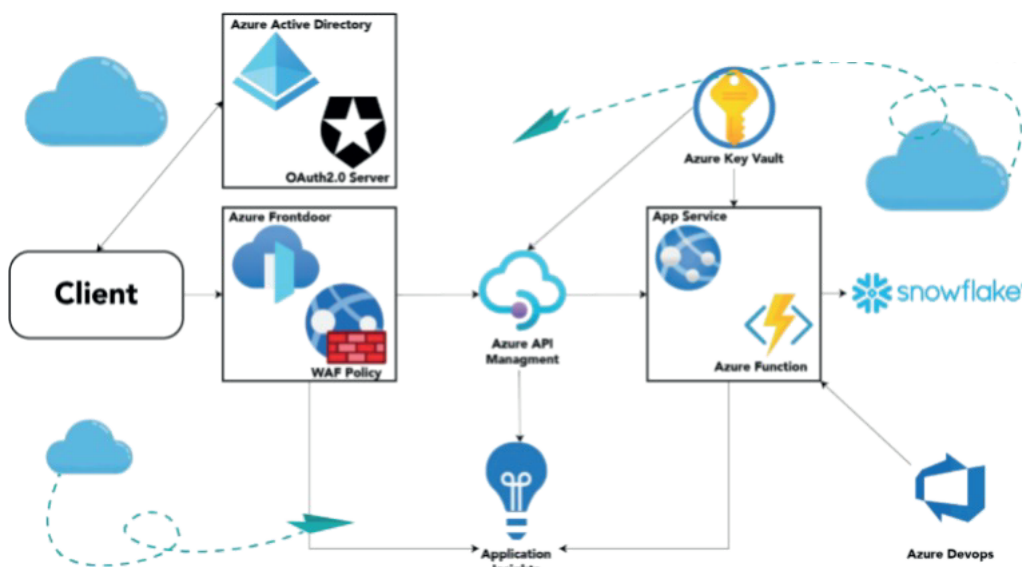 Azure Active Directory
OAuth2.0 Server
Azure Key Vault
Azure Frontdoor
App Service
Client
snowflake
Azure API
Managment
WAF Policy
Azure Function
Application
Azure Devops